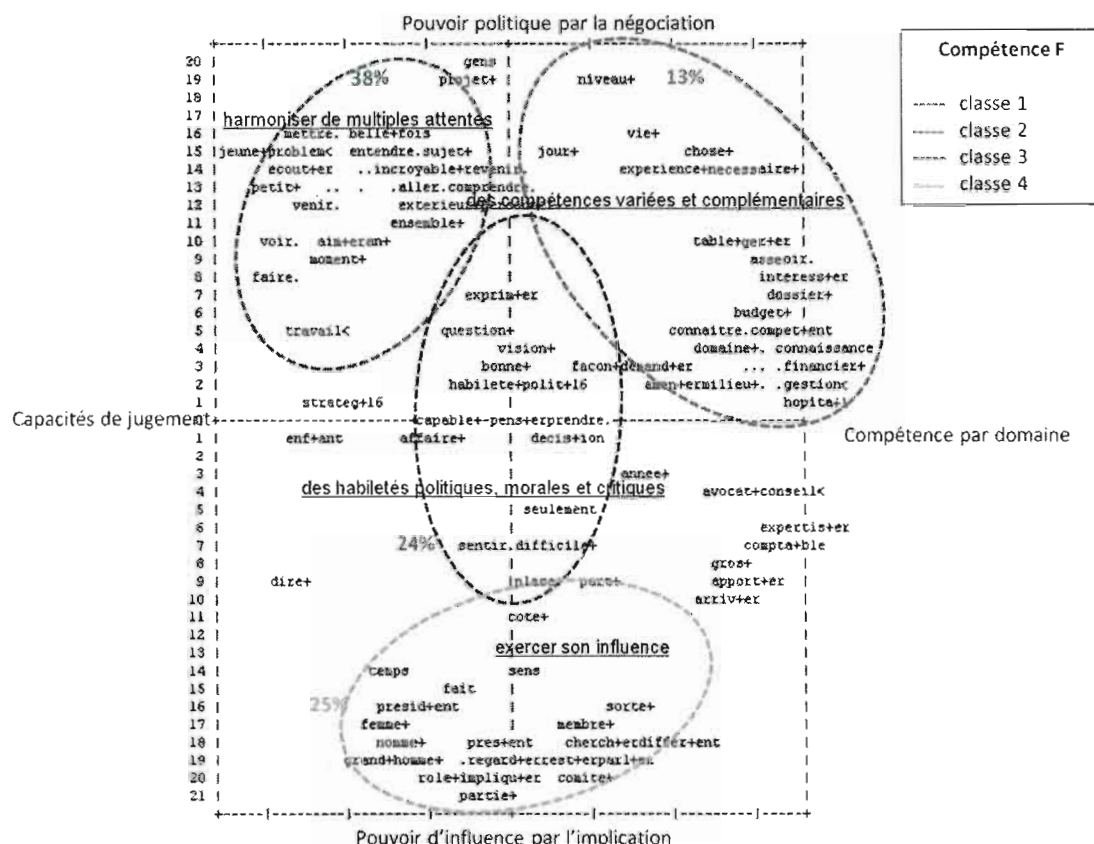 Pouvoir politique par la négociation
Compétence F
classe 1
classe 2
classe 3
classe 4
20 gens
19 38% projet+ niveau+ 13%
18
17 harmoniser de multiples attentes
16 mettre. belle+fois vie+
15 jeune+problem< entendre.sujet+ jour+ chose+
14 ecout+er ..incroyable+revenir. experience+necessaire+
13 petit+ .. . .aller.comprendre.
12 venir. des compétences variées et complémentaires
11 ensemble+
10 voir. aim+eran+ table+ger+er
9 moment+ asseoir.
8 faire. interess+er
7 exprim+er dossier+
6 budget+
5 travail< question+ connaitre.compet+ent
4 vision+ domaine+. connaissance
3 bonne+ facon+demand+er ... .financier+
2 habilete+polit+16 amen+ermilieu+. .gestion<
1 strateg+16 hopita+l
Capacités de jugement 0 capable+-pens+erprendre. Compétence par domaine
1 enf+ant affaire+ decis+ion
2
3 annee+
4 des habiletés politiques, morales et critiques avocat+conseil<
5 seulement
6 expertis+er
7 24% sentir.difficile+ compta+ble
8 gros+
9 dire+ place+ part+ apport+er
10 arriv+er
11 cote+
12
13 exercer son influence
14 temps sens
15 fait
16 25% presid+ent sorte+
17 femme+ membre+
18 nomme+ pres+ent cherch+erdiffer+ent
19 grand+homme+ .regard+errest+erparl+er
20 role+impliqu+er comite+
21 partie+
Pouvoir d'influence par l'implication